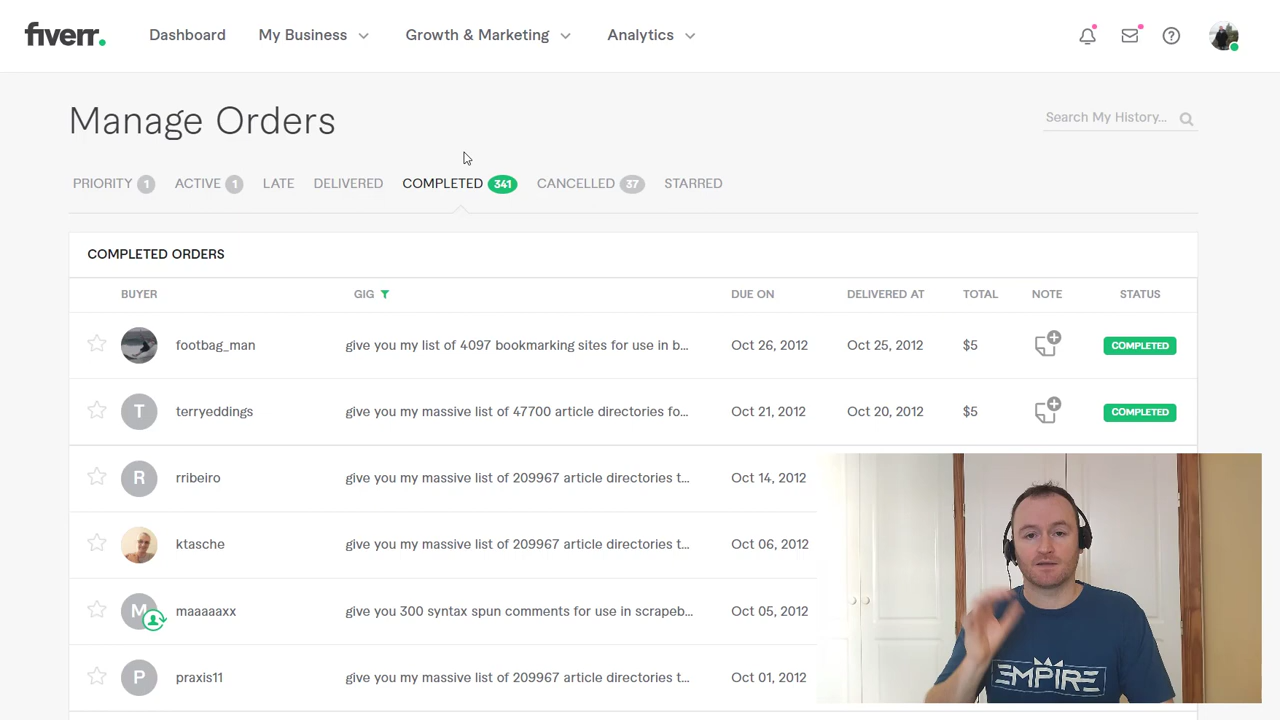 fiverr. Dashboard My Business Growth & Marketing Analytics
Manage Orders
Search My History...
PRIORITY 1 ACTIVE 1 LATE DELIVERED COMPLETED 341 CANCELLED 37 STARRED
COMPLETED ORDERS
BUYER GIG DUE ON DELIVERED AT TOTAL NOTE STATUS
footbag_man give you my list of 4097 bookmarking sites for use in b... Oct 26, 2012 Oct 25, 2012 $5 COMPLETED
T terryeddings give you my massive list of 47700 article directories fo... Oct 21, 2012 Oct 20, 2012 $5 COMPLETED
R rribeiro give you my massive list of 209967 article directories t... Oct 14, 2012
ktasche give you my massive list of 209967 article directories t... Oct 06, 2012
M maaaaaxx give you 300 syntax spun comments for use in scrapeb... Oct 05, 2012
P praxis11 give you my massive list of 209967 article directories t... Oct 01, 2012
EMPIRE